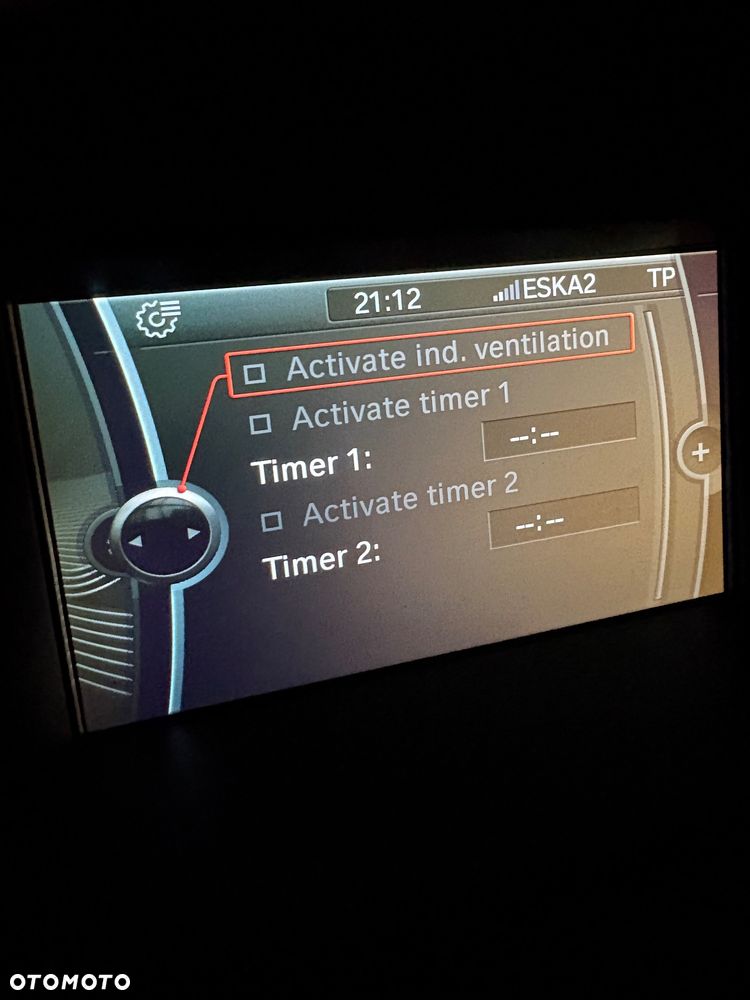 21:12 ESKA2 TP
Activate ind. ventilation
Activate timer 1
Timer 1: --:--
Activate timer 2
Timer 2: --:--
OTOMOTO